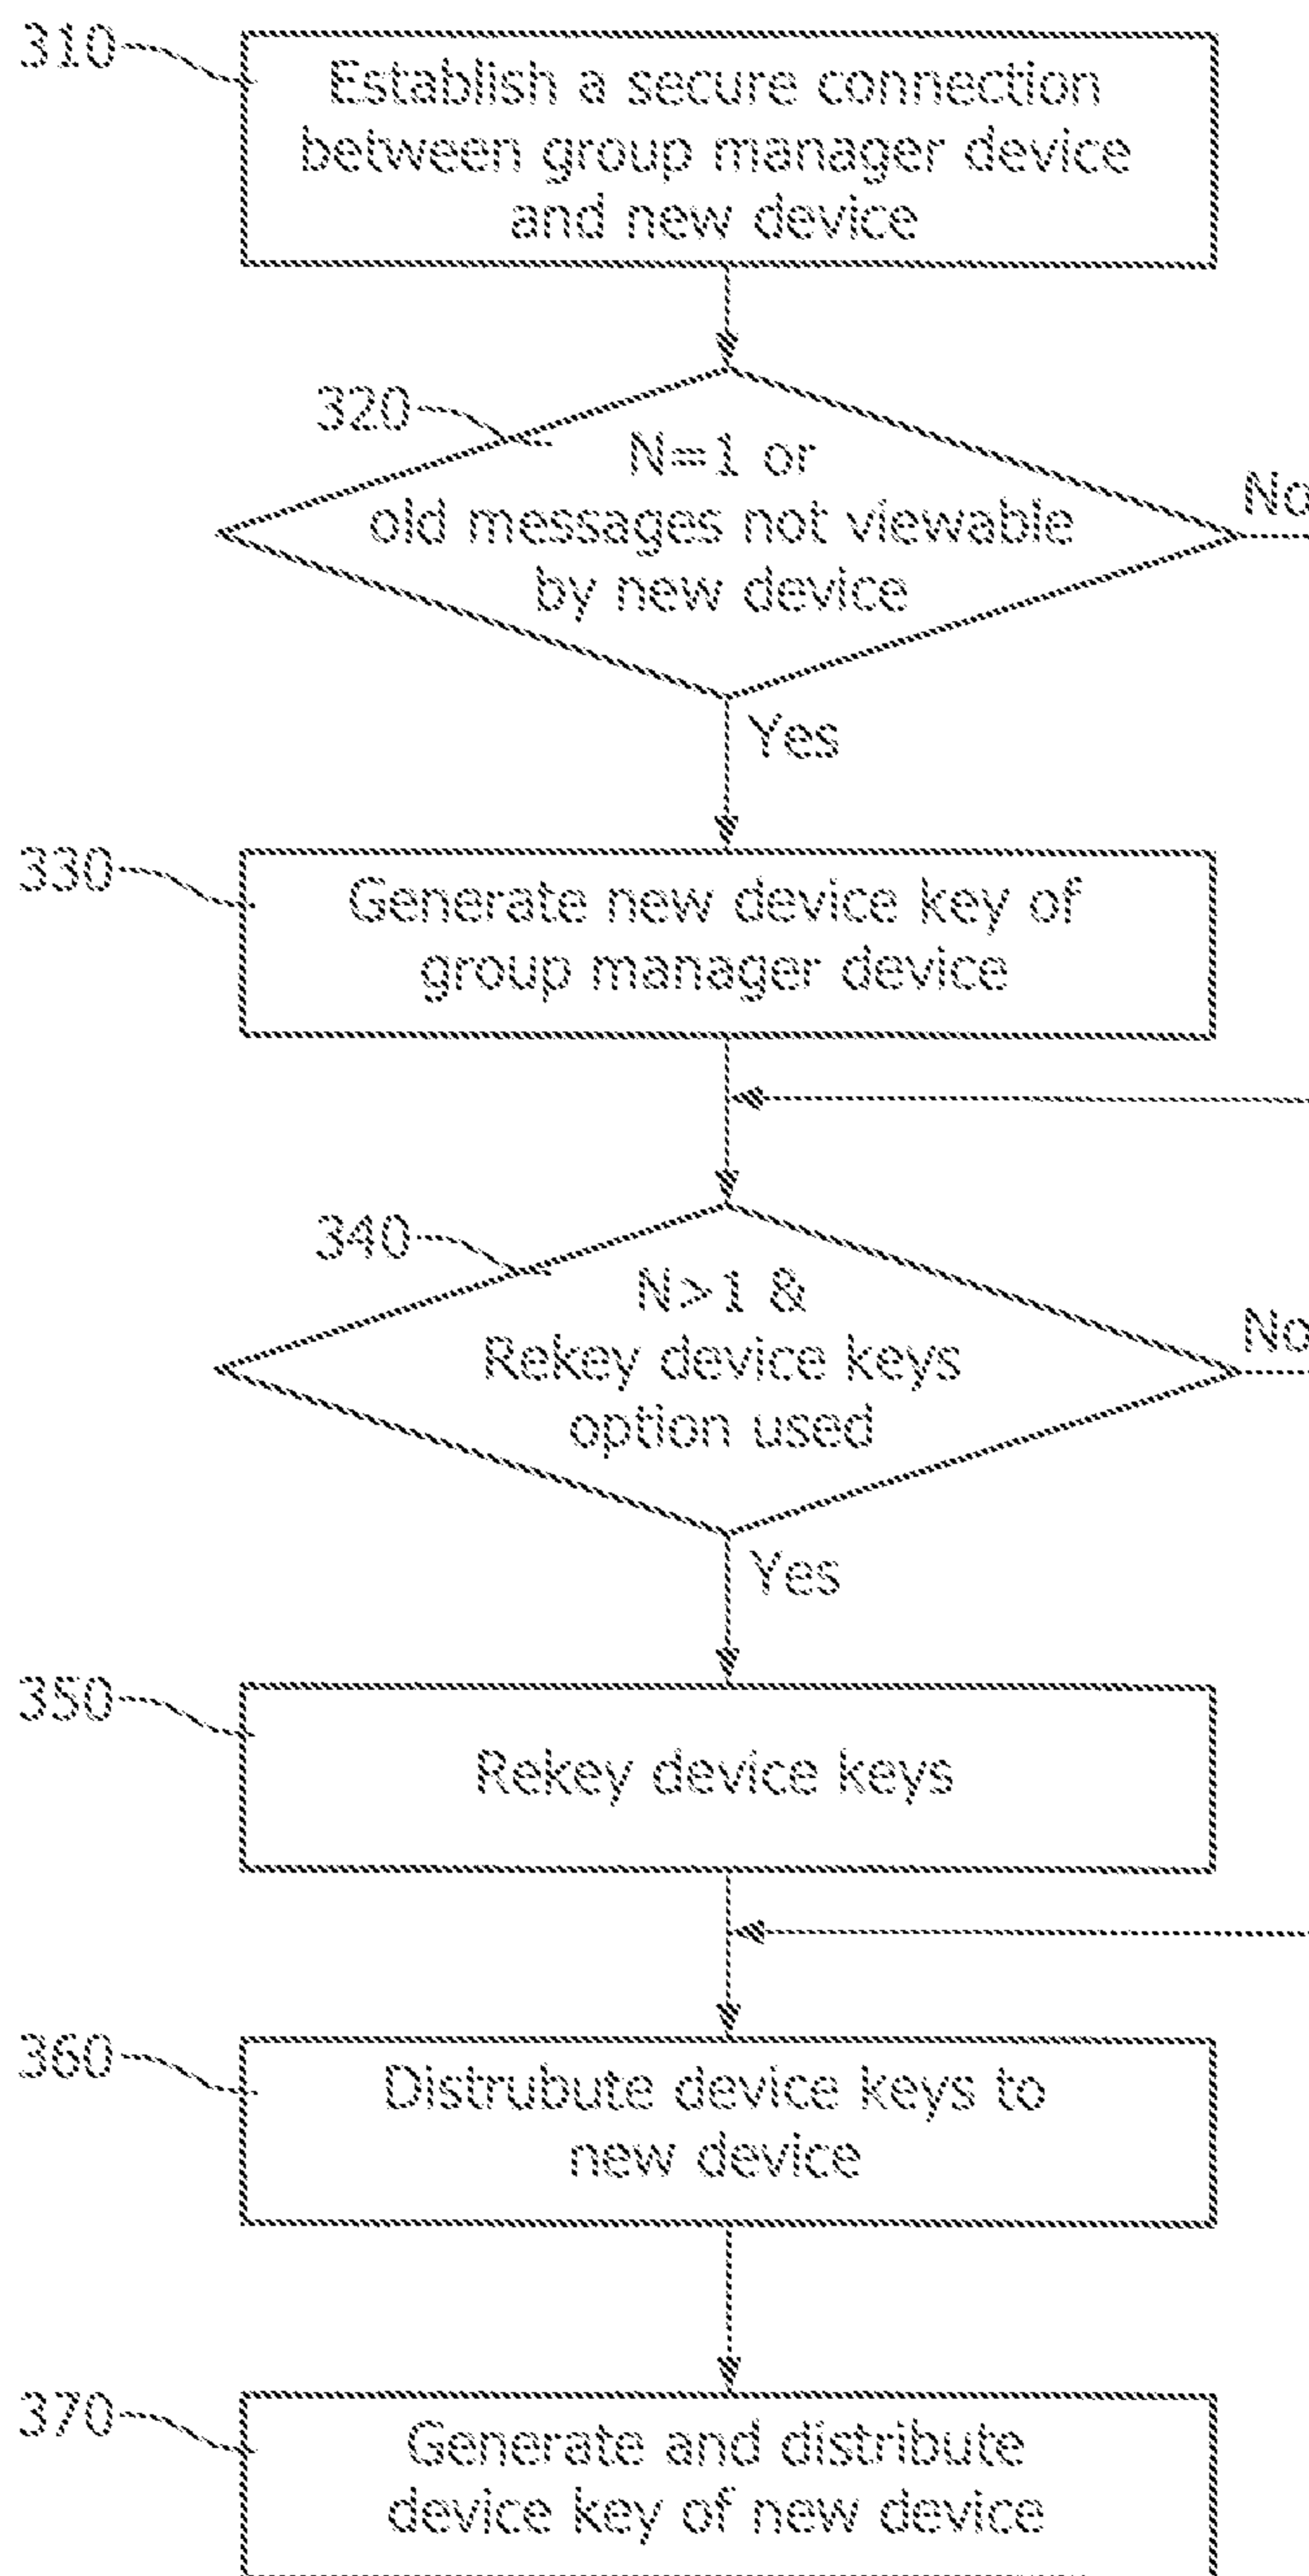 310
Establish a secure connection
between group manager device
and new device
320
N=1 or
old messages not viewable
by new device
No
Yes
330
Generate new device key of
group manager device
340
N>1 &
Rekey device keys
option used
No
Yes
350
Rekey device keys
360
Distrubute device keys to
new device
370
Generate and distribute
device key of new device